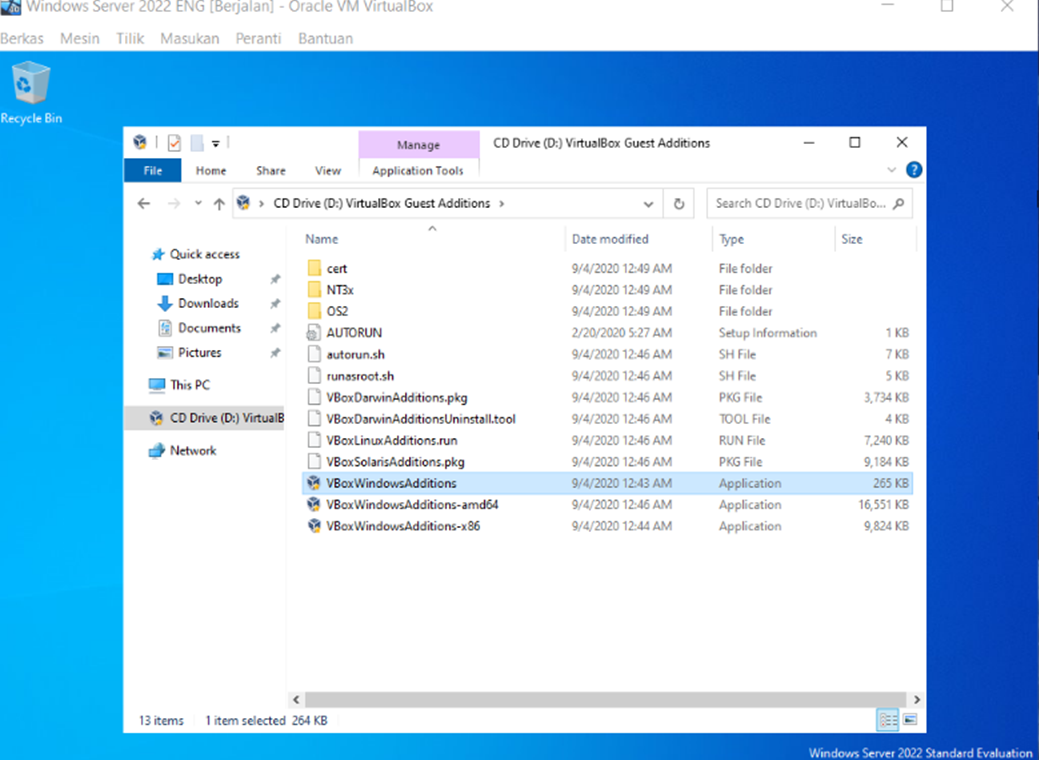 Windows Server 2022 ENG [Berjalan] - Oracle VM VirtualBox
Berkas Mesin Tilik Masukan Peranti Bantuan
Recycle Bin
Manage CD Drive (D:) VirtualBox Guest Additions
File Home Share View Application Tools
CD Drive (D:) VirtualBox Guest Additions Search CD Drive (D:) VirtualBo...
Name Date modified Type Size
Quick access
Desktop
Downloads
Documents
Pictures
This PC
CD Drive (D:) VirtualB
Network
cert 9/4/2020 12:49 AM File folder
NT3x 9/4/2020 12:49 AM File folder
OS2 9/4/2020 12:49 AM File folder
AUTORUN 2/20/2020 5:27 AM Setup Information 1 KB
autorun.sh 9/4/2020 12:46 AM SH File 7 KB
runasroot.sh 9/4/2020 12:46 AM SH File 5 KB
VBoxDarwinAdditions.pkg 9/4/2020 12:46 AM PKG File 3,734 KB
VBoxDarwinAdditionsUninstall.tool 9/4/2020 12:46 AM TOOL File 4 KB
VBoxLinuxAdditions.run 9/4/2020 12:46 AM RUN File 7,240 KB
VBoxSolarisAdditions.pkg 9/4/2020 12:46 AM PKG File 9,184 KB
VBoxWindowsAdditions 9/4/2020 12:43 AM Application 265 KB
VBoxWindowsAdditions-amd64 9/4/2020 12:46 AM Application 16,551 KB
VBoxWindowsAdditions-x86 9/4/2020 12:44 AM Application 9,824 KB
13 items 1 item selected 264 KB
Windows Server 2022 Standard Evaluation